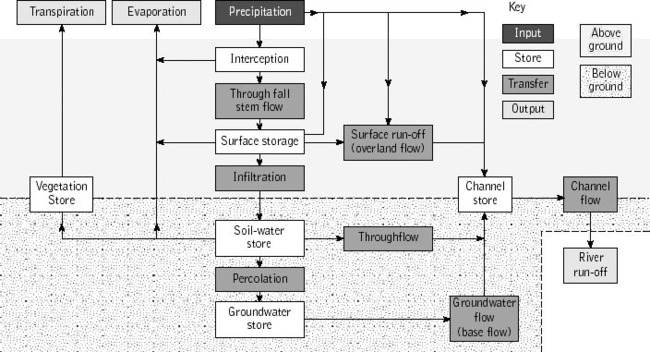 Transpiration
Evaporation
Precipitation
Key
Input
Store
Transfer
Output
Above
ground
Below
ground
Interception
Through fall
stem flow
Surface storage
Surface run-off
(overland flow)
Infiltration
Vegetation
Store
Channel
store
Channel
flow
Soil-water
store
Throughflow
River
run-off
Percolation
Groundwater
store
Groundwater
flow
(base flow)